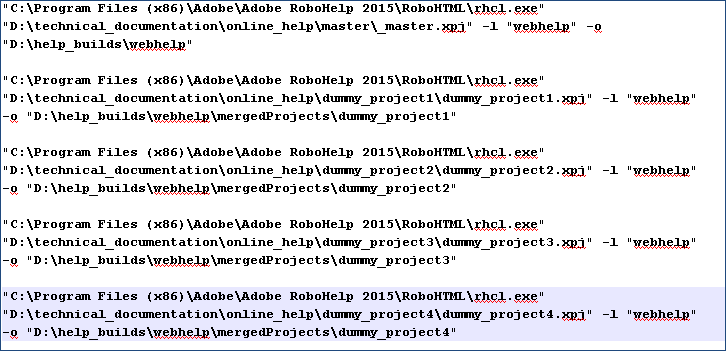 "C:\Program Files (x86)\Adobe\Adobe RoboHelp 2015\RoboHTML\rhcl.exe"
"D:\technical_documentation\online_help\master\_master.xpj" -l "webhelp" -o
"D:\help_builds\webhelp"
"C:\Program Files (x86)\Adobe\Adobe RoboHelp 2015\RoboHTML\rhcl.exe"
"D:\technical_documentation\online_help\dummy_project1\dummy_project1.xpj" -l "webhelp"
-o "D:\help_builds\webhelp\mergedProjects\dummy_project1"
"C:\Program Files (x86)\Adobe\Adobe RoboHelp 2015\RoboHTML\rhcl.exe"
"D:\technical_documentation\online_help\dummy_project2\dummy_project2.xpj" -l "webhelp"
-o "D:\help_builds\webhelp\mergedProjects\dummy_project2"
"C:\Program Files (x86)\Adobe\Adobe RoboHelp 2015\RoboHTML\rhcl.exe"
"D:\technical_documentation\online_help\dummy_project3\dummy_project3.xpj" -l "webhelp"
-o "D:\help_builds\webhelp\mergedProjects\dummy_project3"
"C:\Program Files (x86)\Adobe\Adobe RoboHelp 2015\RoboHTML\rhcl.exe"
"D:\technical_documentation\online_help\dummy_project4\dummy_project4.xpj" -l "webhelp"
-o "D:\help_builds\webhelp\mergedProjects\dummy_project4"